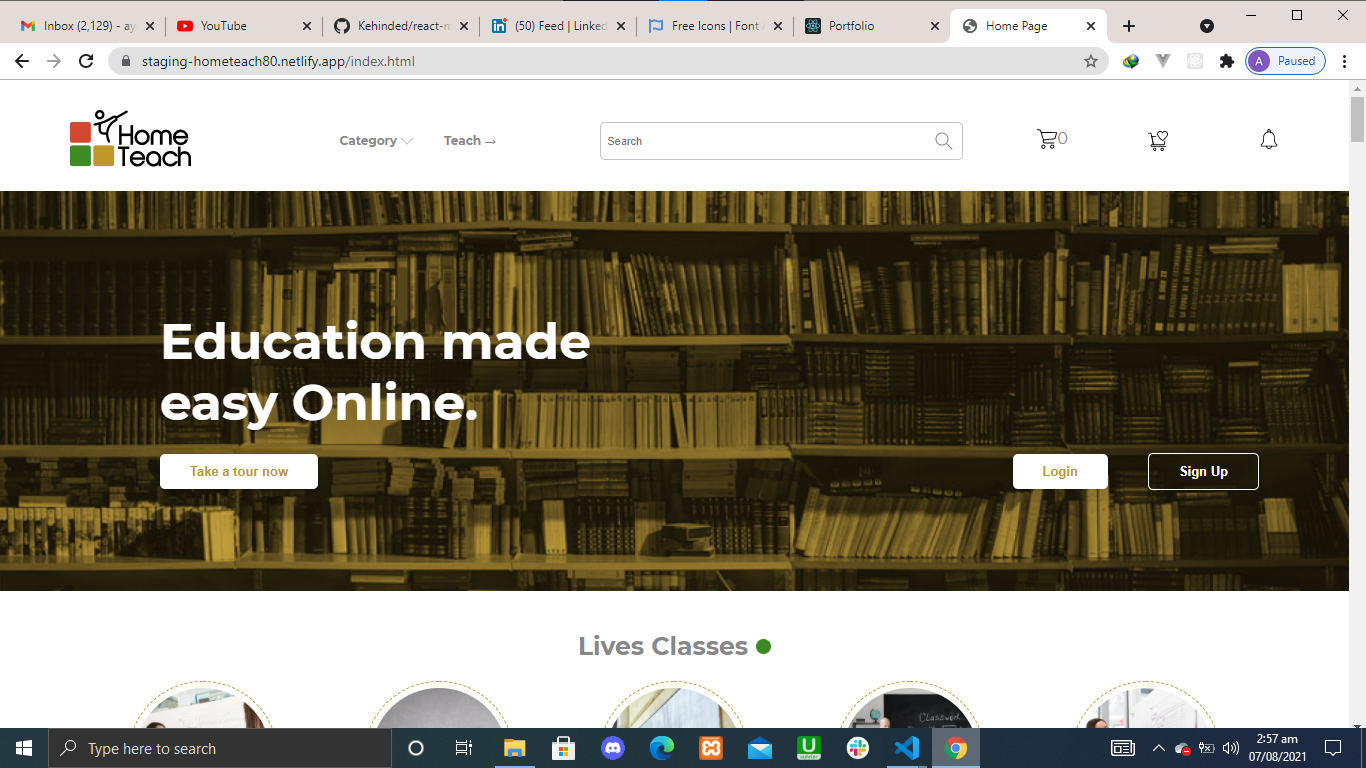 Inbox (2,129) - ay
YouTube
Kehinded/react-n
(50) Feed | Linked
Free Icons | Font A
Portfolio
Home Page
staging-hometeach80.netlify.app/index.html
A
Paused
Home
Teach
Category
Teach →
Search
0
Education made
easy Online.
Take a tour now
Login
Sign Up
Lives Classes
Classwork
Type here to search
2:57 am
07/08/2021